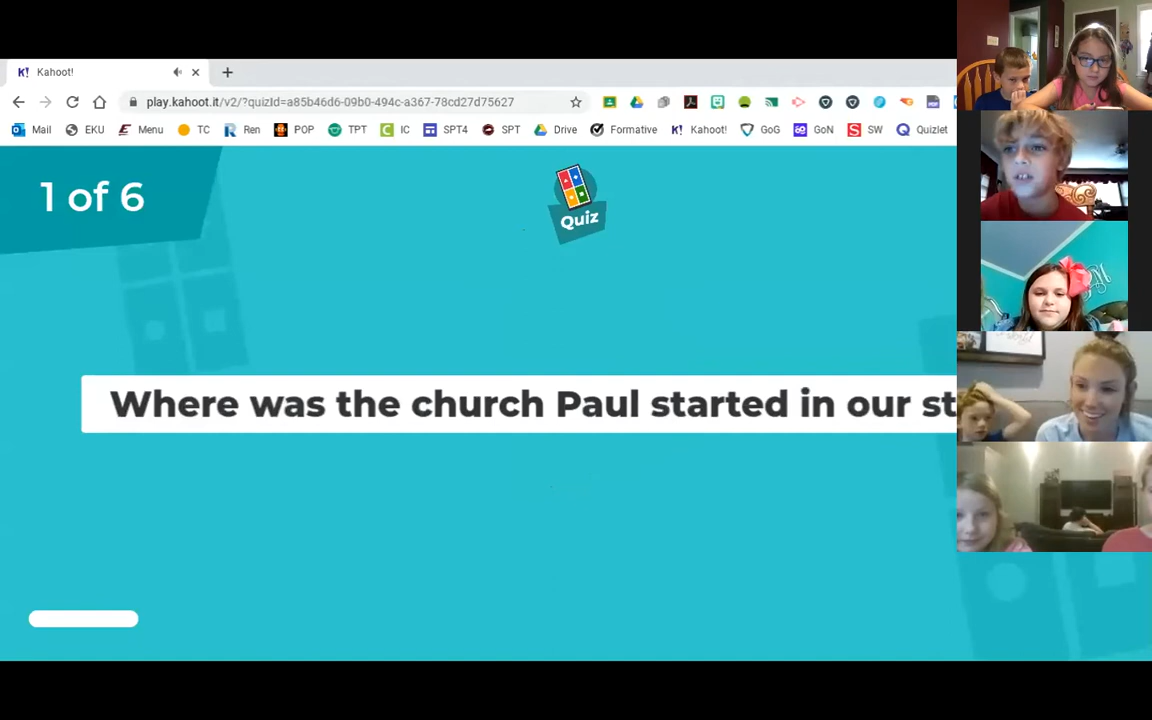 K! Kahoot!
play.kahoot.it/v2/?quizId=a85b46d6-09b0-494c-a367-78cd27d75627
Mail EKU Menu TC Ren POP TPT IC SPT4 SPT Drive Formative K! Kahoot! GoG GoN SW Quizlet
1 of 6
Quiz
Where was the church Paul started in our st